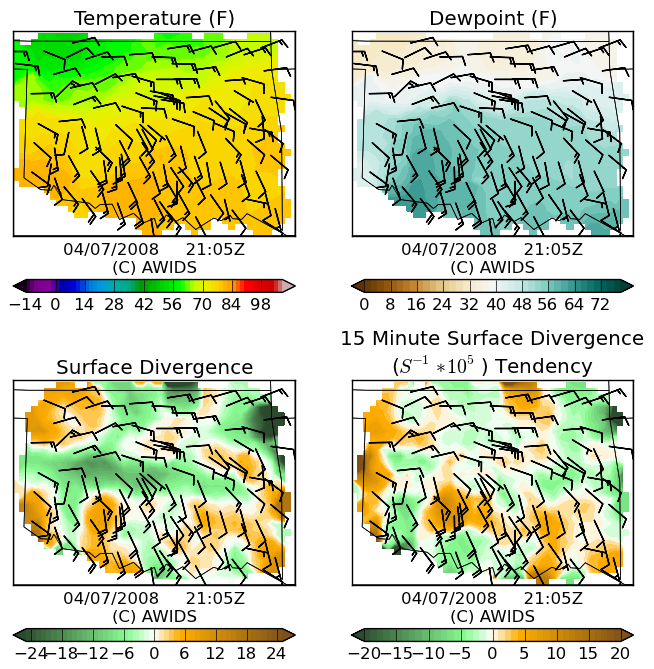 Temperature (F)
Dewpoint (F)
04/07/2008 21:05Z
(C) AWIDS
04/07/2008 21:05Z
(C) AWIDS
−14 0 14 28 42 56 70 84 98
0 8 16 24 32 40 48 56 64 72
15 Minute Surface Divergence
Surface Divergence
(S⁻¹ *10⁵ ) Tendency
04/07/2008 21:05Z
(C) AWIDS
04/07/2008 21:05Z
(C) AWIDS
−24 −18 −12 −6 0 6 12 18 24
−20 −15 −10 −5 0 5 10 15 20